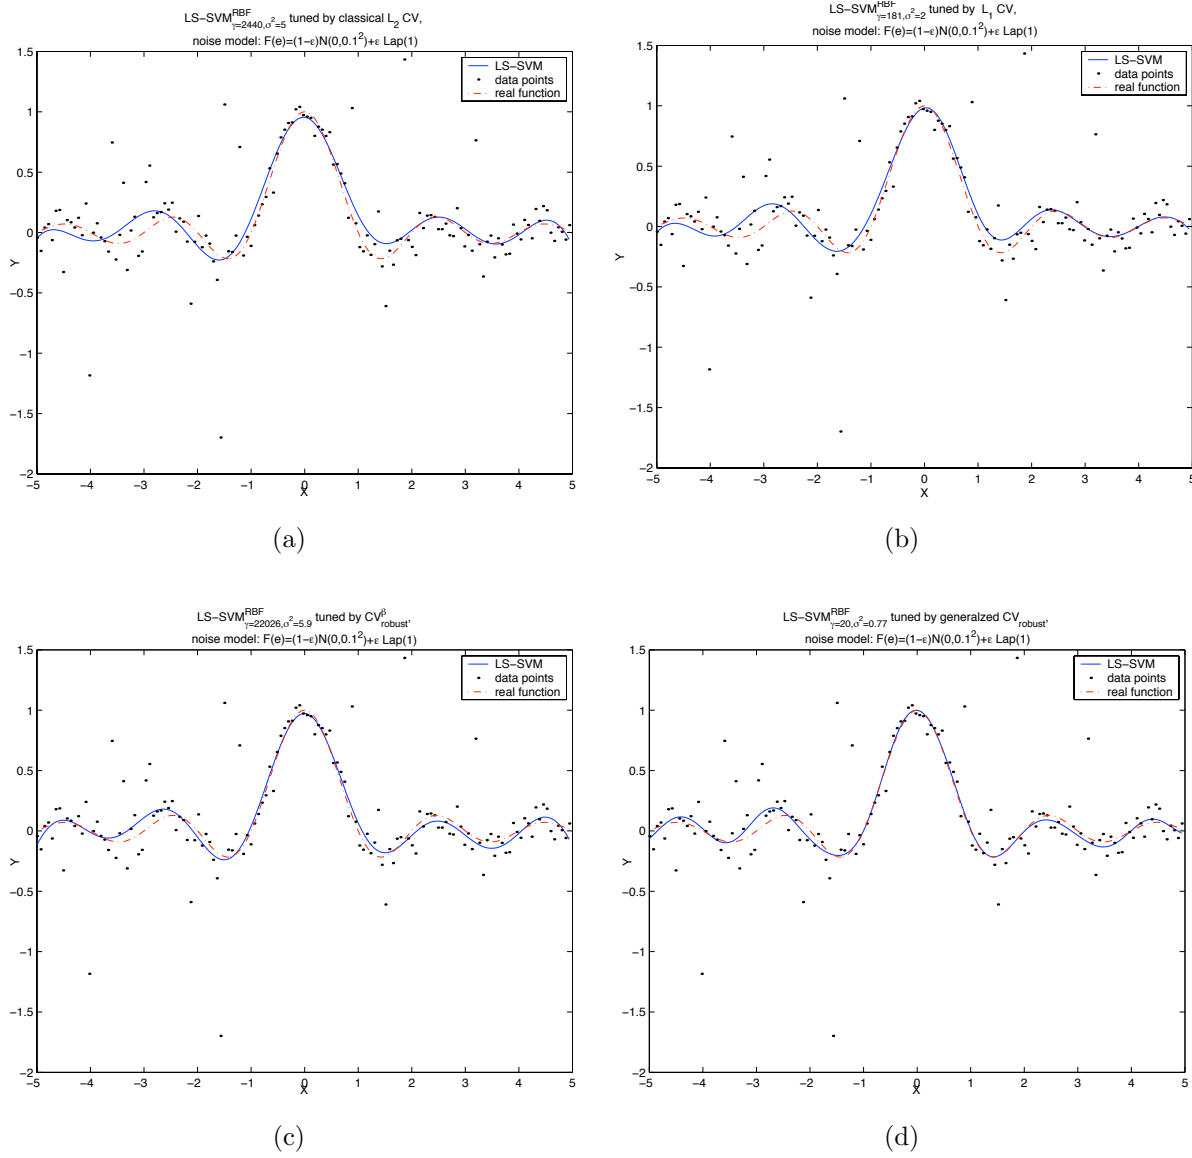 LS−SVM^RBF_γ=2440,σ²=5 tuned by classical L₂ CV,
noise model: F(e)=(1−ε)N(0,0.1²)+ε Lap(1)
1.5
1
0.5
0
−0.5
−1
−1.5
−2
Y
−5 −4 −3 −2 −1 0 1 2 3 4 5
X
LS−SVM
data points
real function
(a)
LS−SVM^RBF_γ=181,σ²=2 tuned by L₁ CV,
noise model: F(e)=(1−ε)N(0,0.1²)+ε Lap(1)
1.5
1
0.5
0
−0.5
−1
−1.5
−2
Y
−5 −4 −3 −2 −1 0 1 2 3 4 5
X
LS−SVM
data points
real function
(b)
LS−SVM^RBF_γ=22026,σ²=5.9 tuned by CV^β_robust,
noise model: F(e)=(1−ε)N(0,0.1²)+ε Lap(1)
1.5
1
0.5
0
−0.5
−1
−1.5
−2
Y
−5 −4 −3 −2 −1 0 1 2 3 4 5
X
LS−SVM
data points
real function
(c)
LS−SVM^RBF_γ=20,σ²=0.77 tuned by generalzed CV_robust,
noise model: F(e)=(1−ε)N(0,0.1²)+ε Lap(1)
1.5
1
0.5
0
−0.5
−1
−1.5
−2
Y
−5 −4 −3 −2 −1 0 1 2 3 4 5
X
LS−SVM
data points
real function
(d)